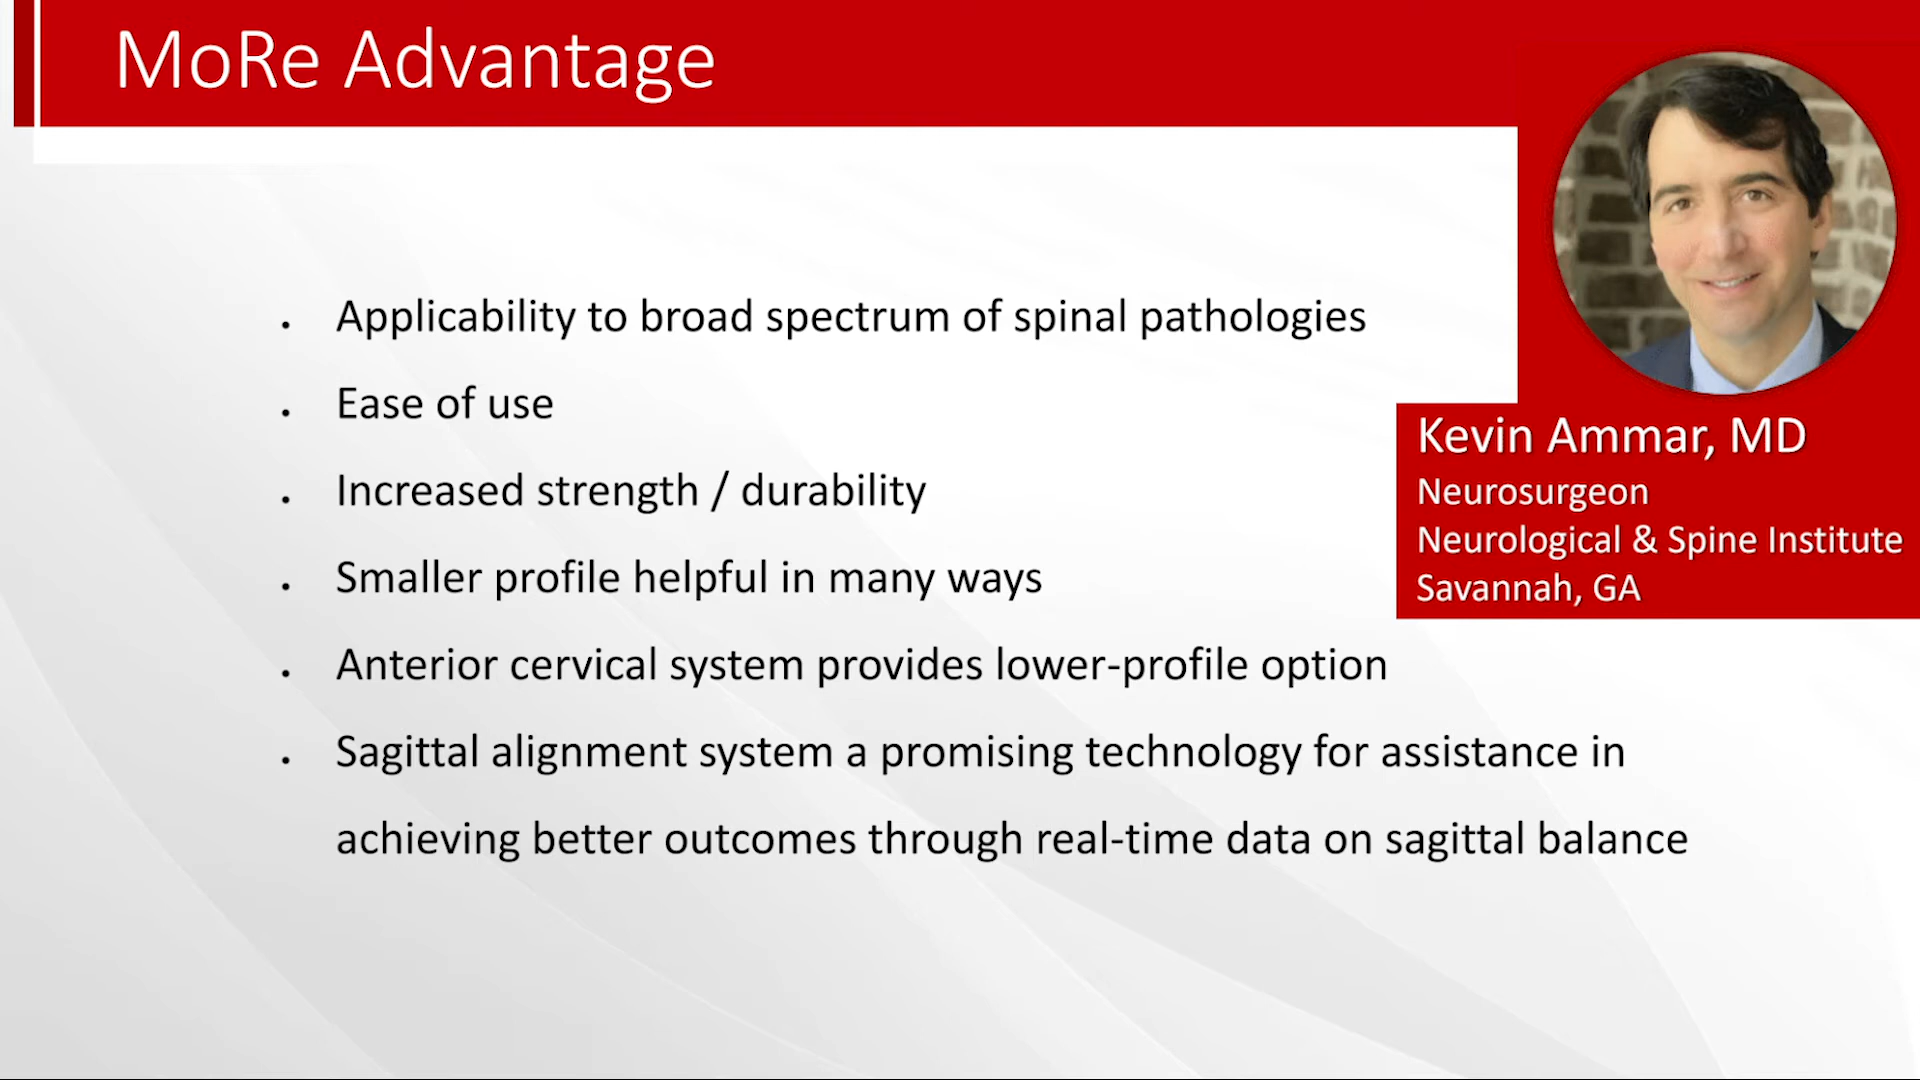 MoRe Advantage
Applicability to broad spectrum of spinal pathologies
Ease of use
Increased strength / durability
Smaller profile helpful in many ways
Anterior cervical system provides lower-profile option
Sagittal alignment system a promising technology for assistance in
achieving better outcomes through real-time data on sagittal balance
Kevin Ammar, MD
Neurosurgeon
Neurological & Spine Institute
Savannah, GA